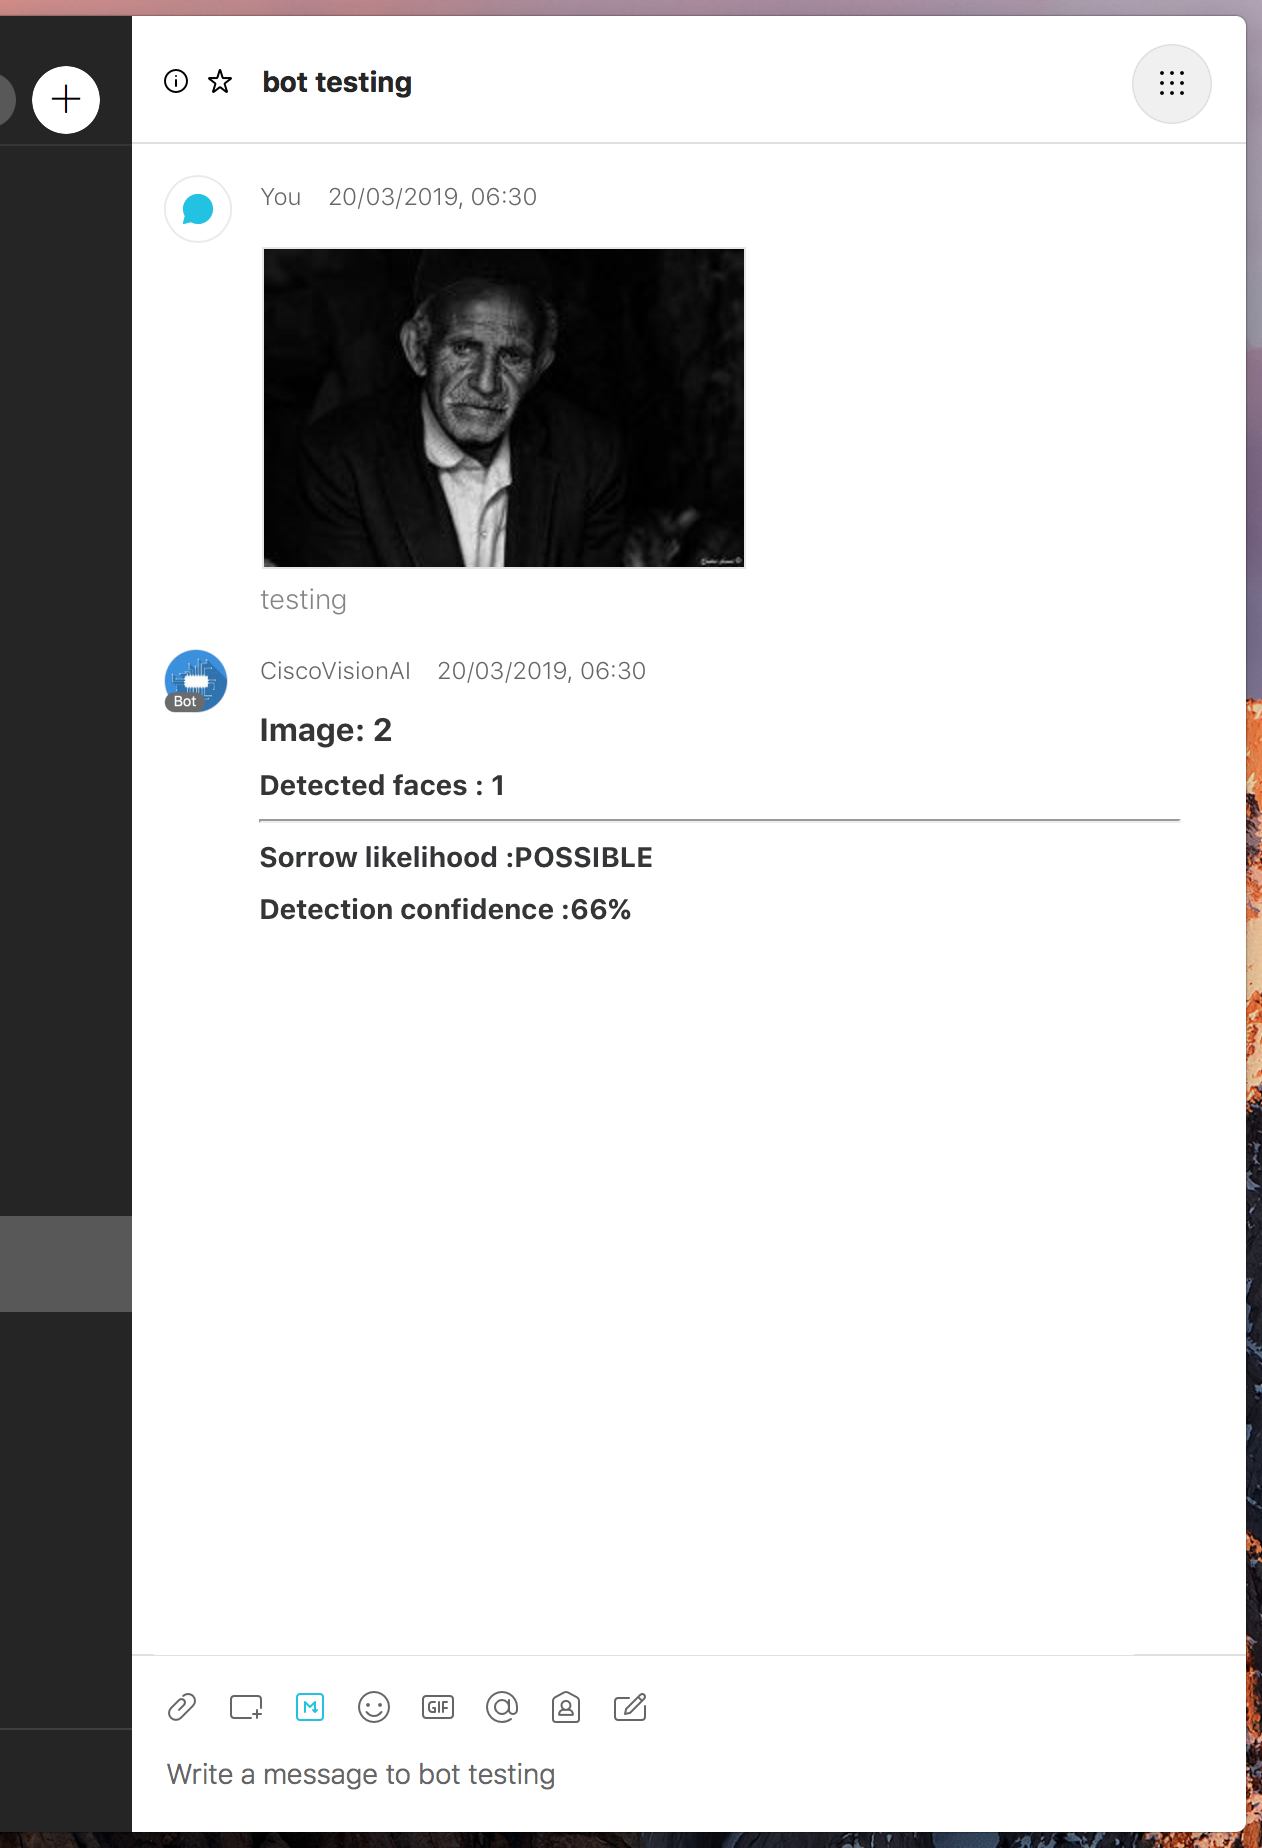 bot testing
You 20/03/2019, 06:30
testing
CiscoVisionAI 20/03/2019, 06:30
Bot
Image: 2
Detected faces : 1
Sorrow likelihood :POSSIBLE
Detection confidence :66%
GIF
Write a message to bot testing